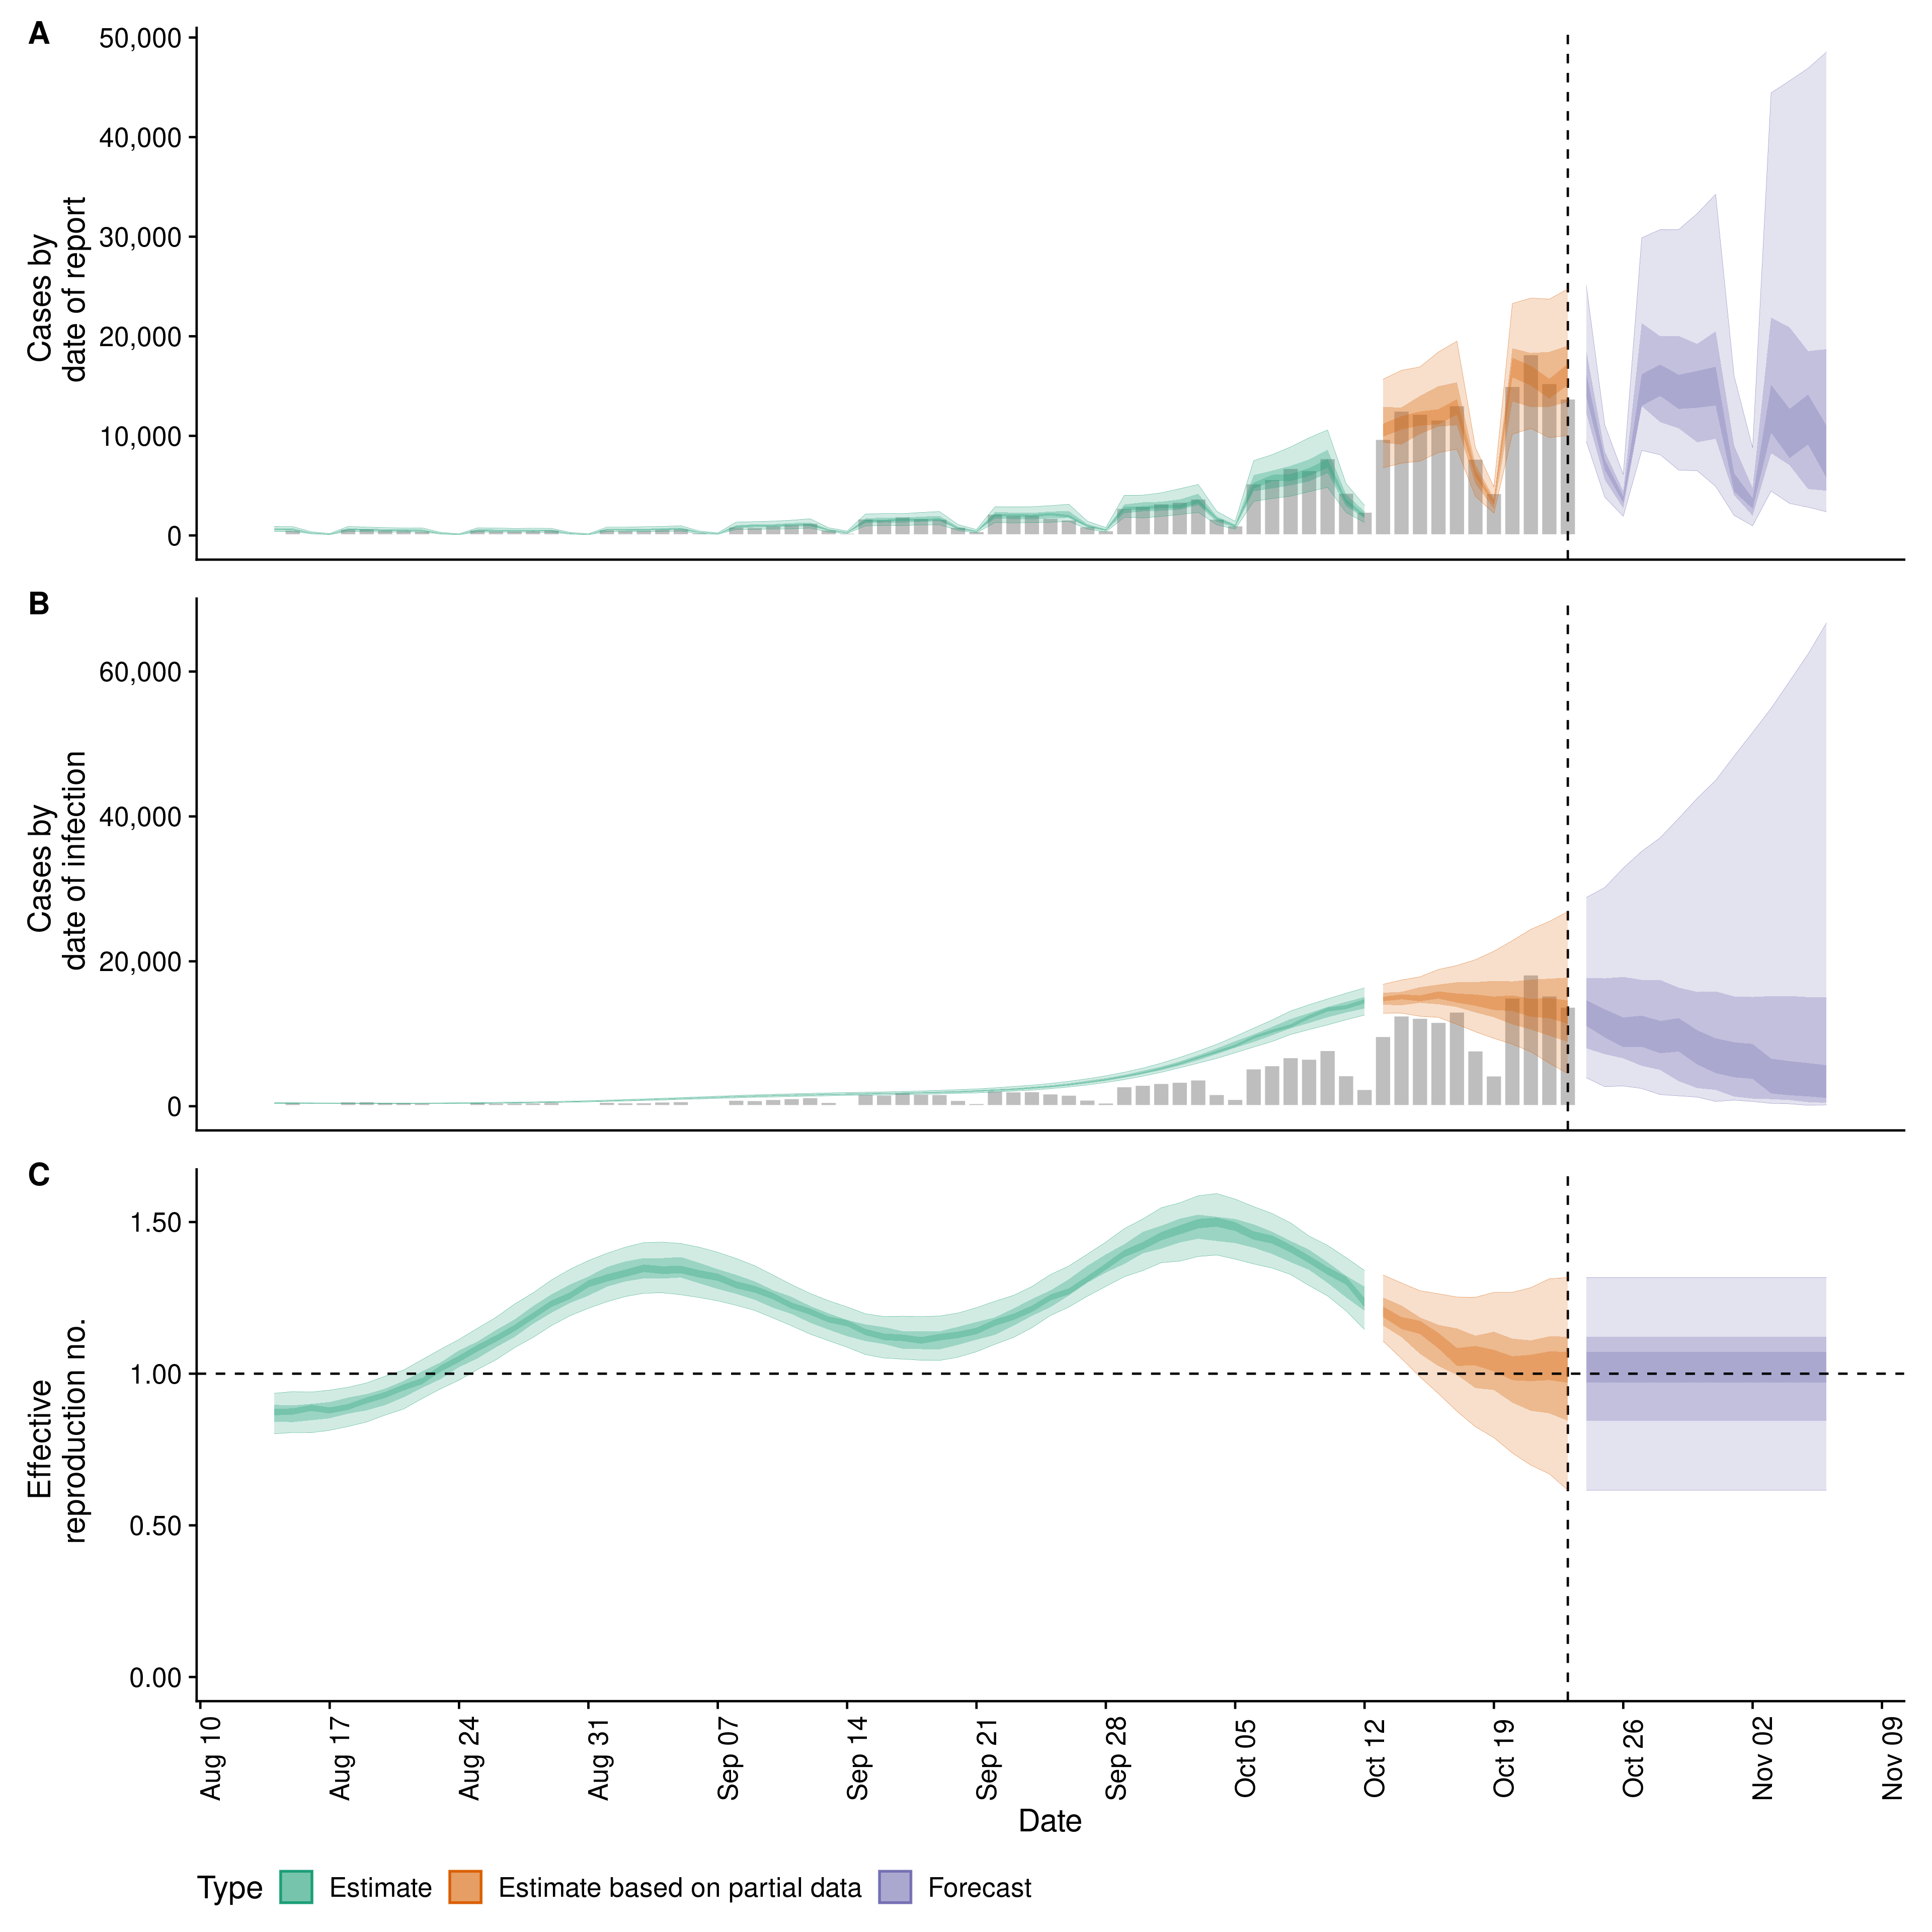 A
50,000
40,000
30,000
20,000
10,000
0
Cases by
date of report
B
60,000
40,000
20,000
0
Cases by
date of infection
C
1.50
1.00
0.50
0.00
Effective
reproduction no.
Aug 10
Aug 17
Aug 24
Aug 31
Sep 07
Sep 14
Sep 21
Sep 28
Oct 05
Oct 12
Oct 19
Oct 26
Nov 02
Nov 09
Date
Type Estimate Estimate based on partial data Forecast